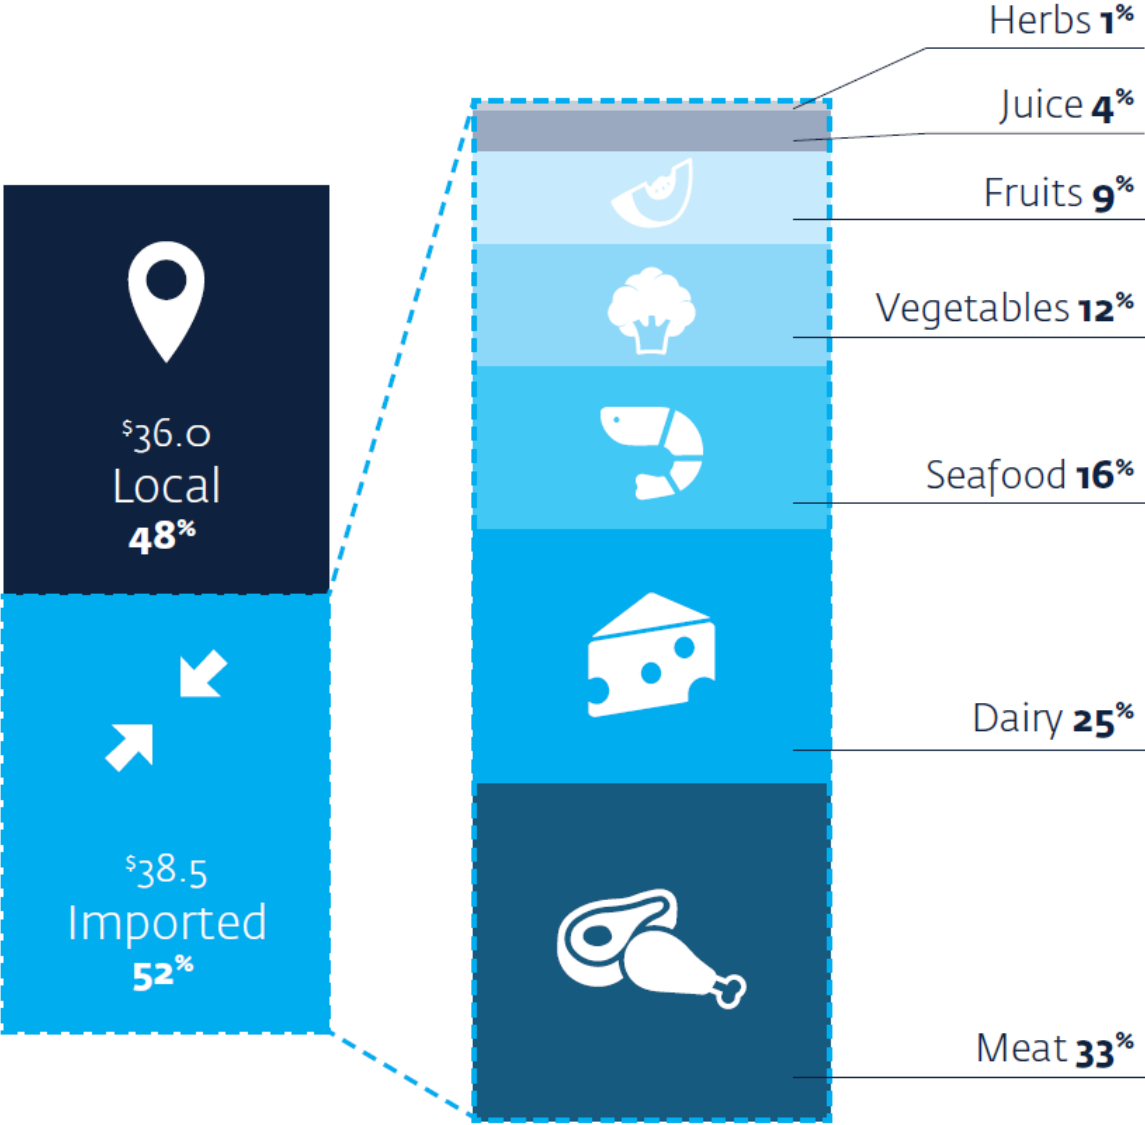 Herbs 1%
Juice 4%
Fruits 9%
Vegetables 12%
Seafood 16%
Dairy 25%
Meat 33%
$36.0
Local
48%
$38.5
Imported
52%